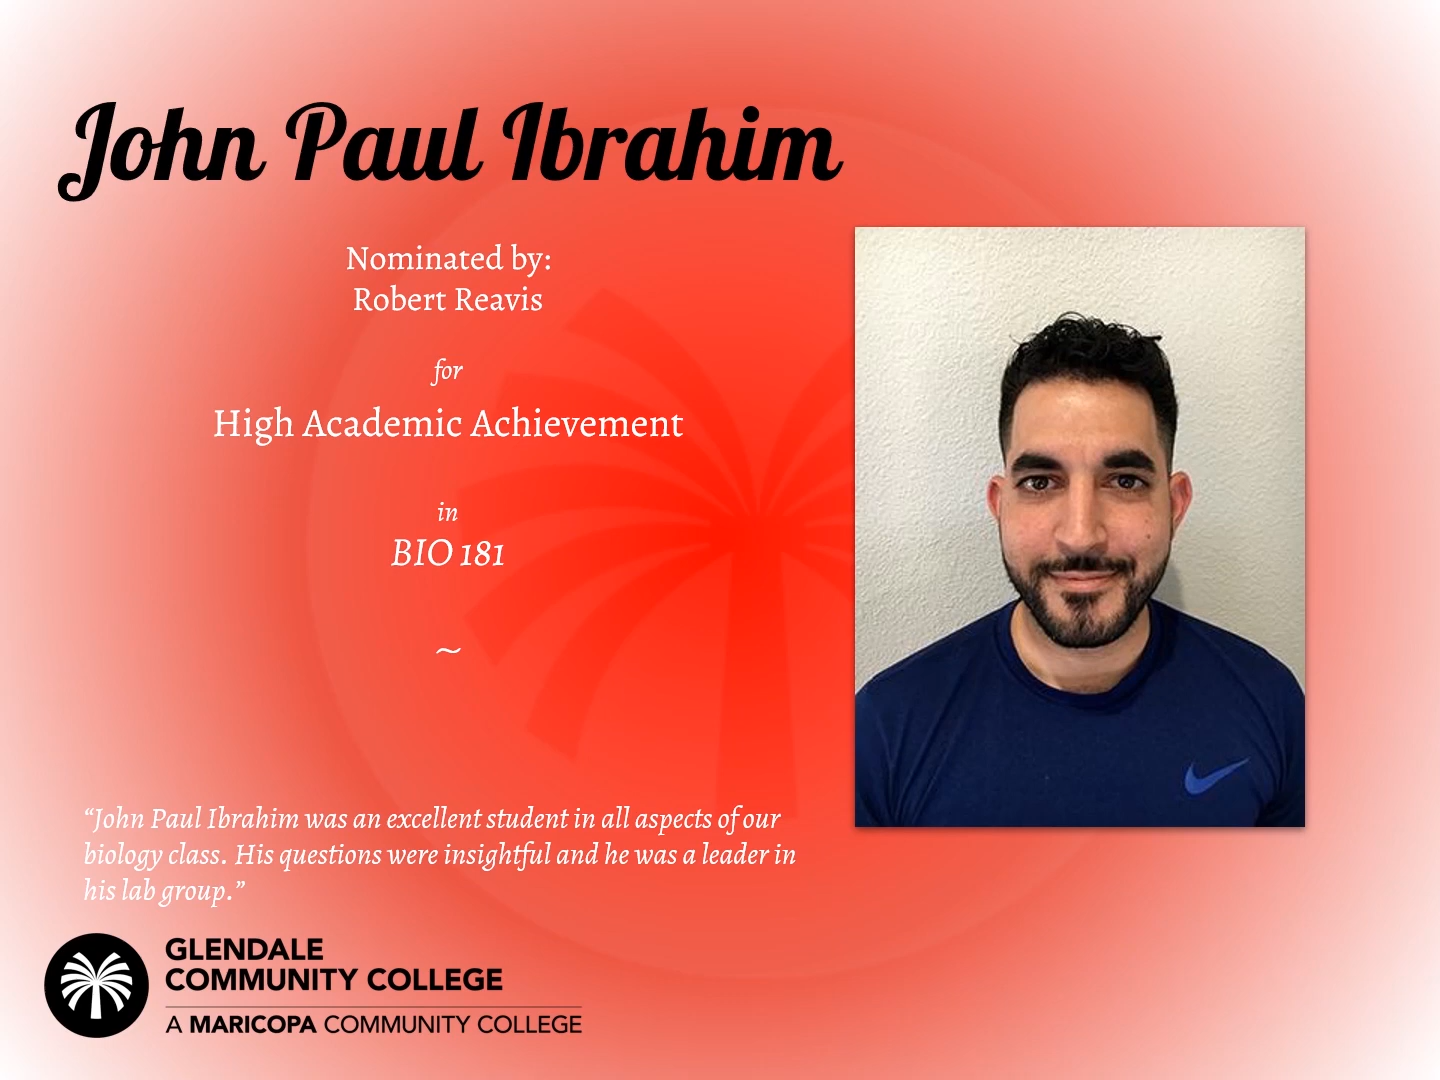 John Paul Ibrahim
Nominated by:
Robert Reavis
for
High Academic Achievement
in
BIO 181
~
“John Paul Ibrahim was an excellent student in all aspects of our
biology class. His questions were insightful and he was a leader in
his lab group.”
GLENDALE
COMMUNITY COLLEGE
A MARICOPA COMMUNITY COLLEGE